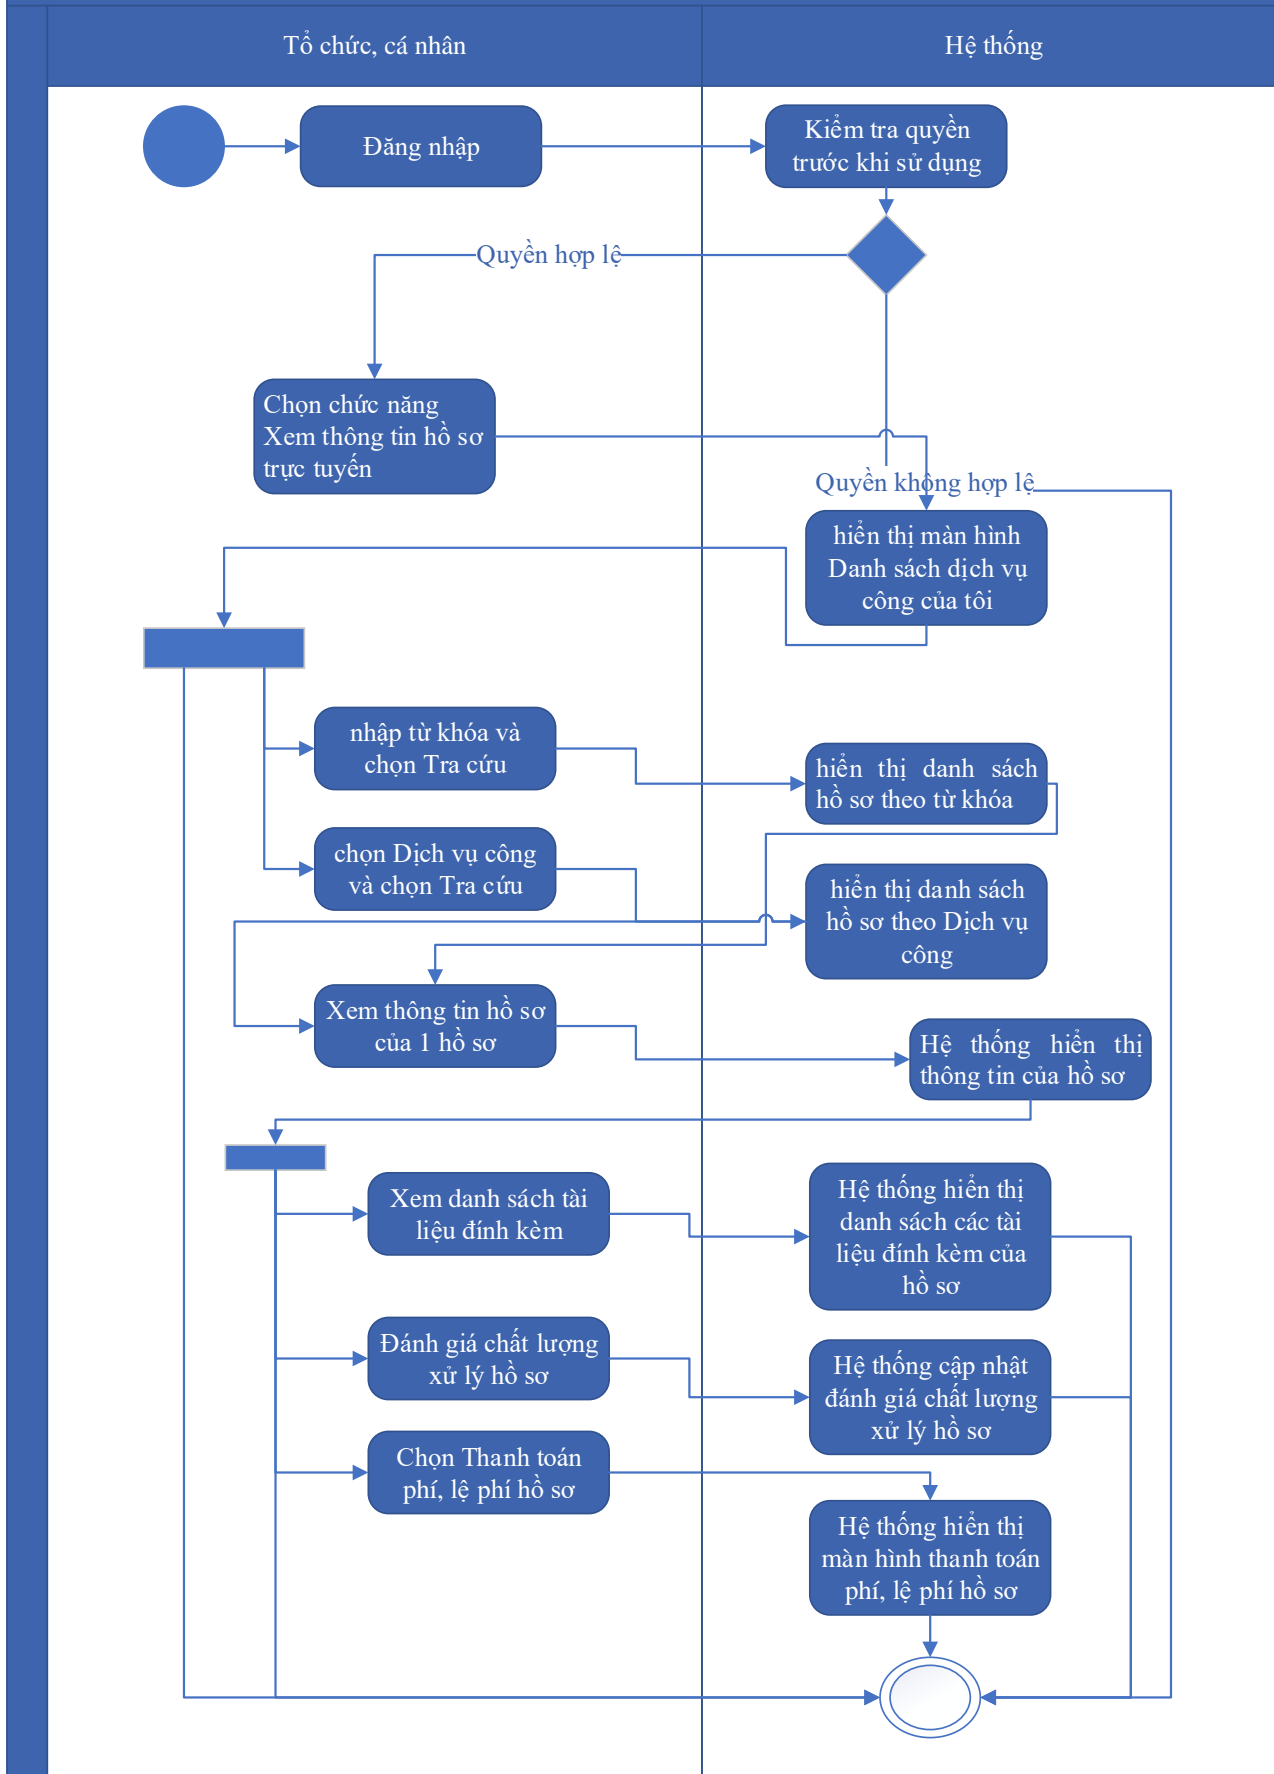 Tổ chức, cá nhân
Hệ thống
Đăng nhập
Kiểm tra quyền
trước khi sử dụng
Quyền hợp lệ
Chọn chức năng
Xem thông tin hồ sơ
trực tuyến
Quyền không hợp lệ
hiển thị màn hình
Danh sách dịch vụ
công của tôi
nhập từ khóa và
chọn Tra cứu
hiển thị danh sách
hồ sơ theo từ khóa
chọn Dịch vụ công
và chọn Tra cứu
hiển thị danh sách
hồ sơ theo Dịch vụ
công
Xem thông tin hồ sơ
của 1 hồ sơ
Hệ thống hiển thị
thông tin của hồ sơ
Xem danh sách tài
liệu đính kèm
Hệ thống hiển thị
danh sách các tài
liệu đính kèm của
hồ sơ
Đánh giá chất lượng
xử lý hồ sơ
Hệ thống cập nhật
đánh giá chất lượng
xử lý hồ sơ
Chọn Thanh toán
phí, lệ phí hồ sơ
Hệ thống hiển thị
màn hình thanh toán
phí, lệ phí hồ sơ